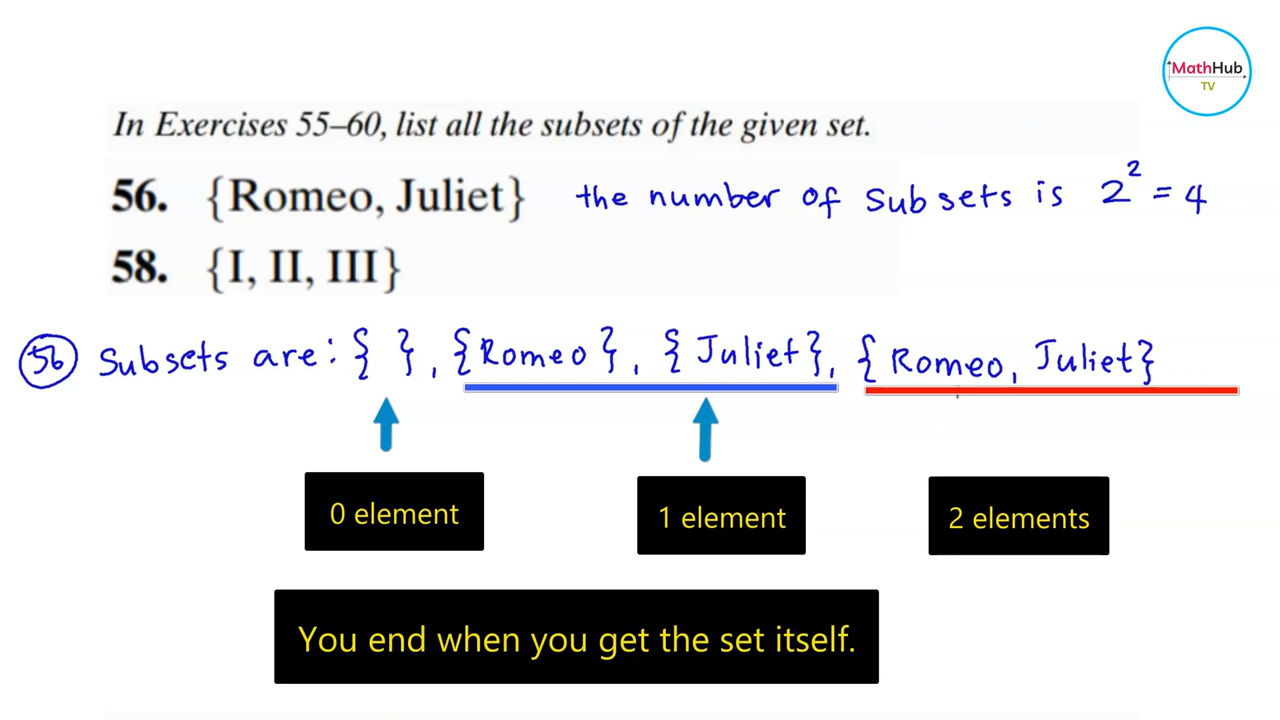 MathHub
TV
In Exercises 55–60, list all the subsets of the given set.
56. {Romeo, Juliet} the number of subsets is 2² = 4
58. {I, II, III}
56 Subsets are: { }, {Romeo}, {Juliet}, {Romeo, Juliet}
0 element 1 element 2 elements
You end when you get the set itself.